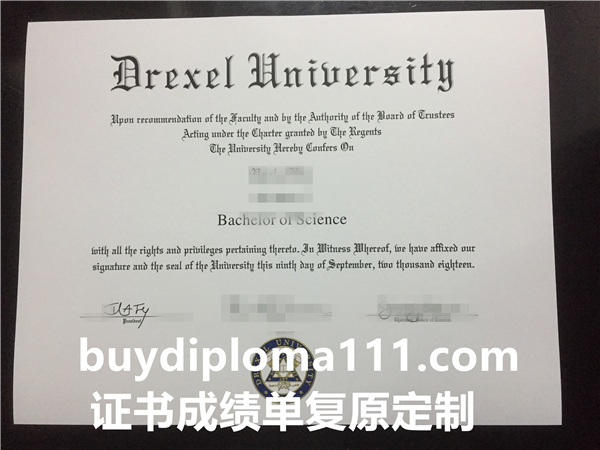 Drexel University
Upon recommendation of the Faculty and by the Authority of the Board of Trustees
Acting under the Charter granted by The Regents
The University Hereby Confers On
Bachelor of Science
with all the rights and privileges pertaining thereto. In Witness Whereof, we have affixed our
signature and the seal of the University this ninth day of September, two thousand eighteen.
President
DREXEL UNIVERSITY
buydiploma111.com
证书成绩单复原定制